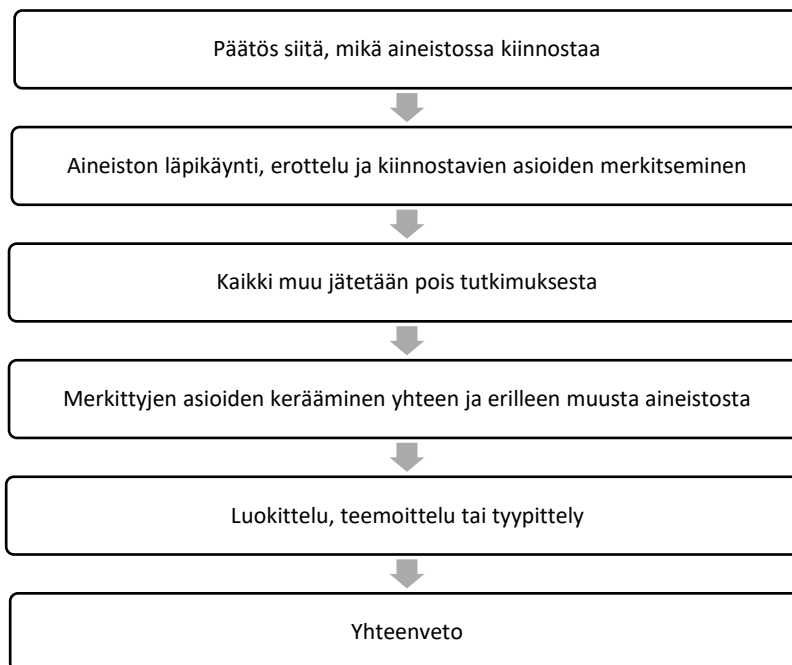 Päätös siitä, mikä aineistossa kiinnostaa
Aineiston läpikäynti, erottelu ja kiinnostavien asioiden merkitseminen
Kaikki muu jätetään pois tutkimuksesta
Merkittyjen asioiden kerääminen yhteen ja erilleen muusta aineistosta
Luokittelu, teemoittelu tai tyypittely
Yhteenveto